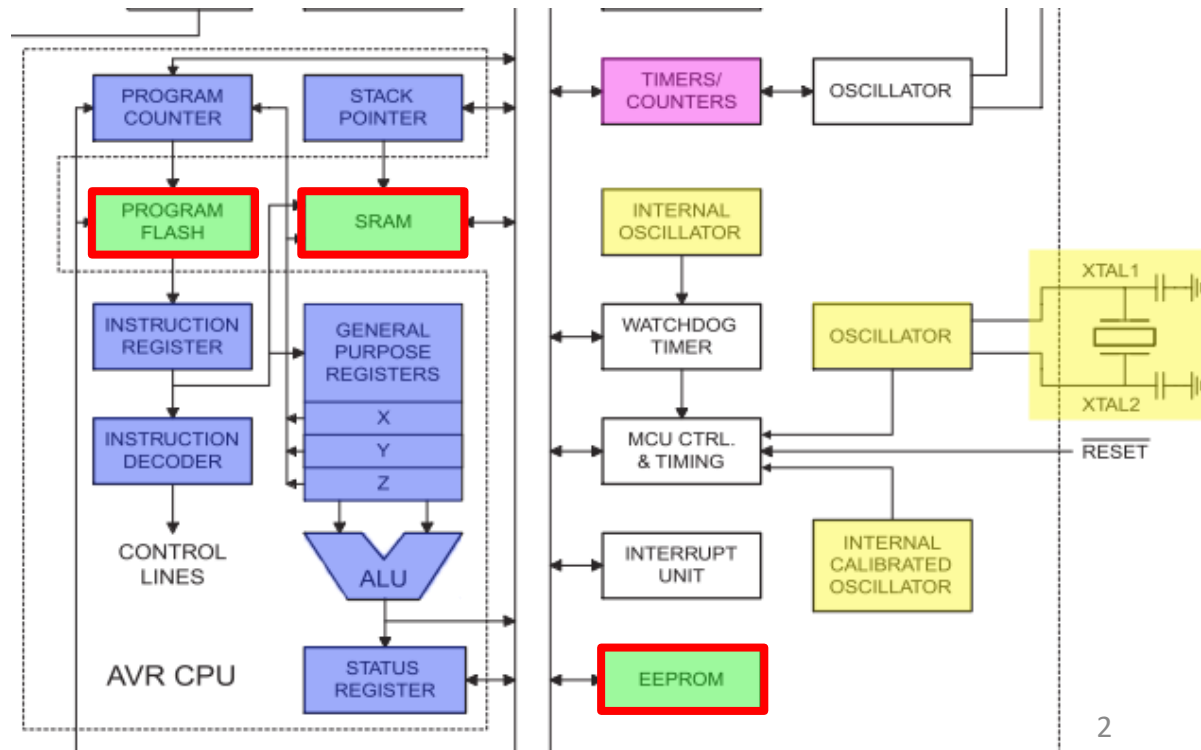 PROGRAM
COUNTER
STACK
POINTER
TIMERS/
COUNTERS
OSCILLATOR
PROGRAM
FLASH
SRAM
INTERNAL
OSCILLATOR
INSTRUCTION
REGISTER
GENERAL
PURPOSE
REGISTERS
X
Y
Z
WATCHDOG
TIMER
OSCILLATOR
XTAL1
XTAL2
INSTRUCTION
DECODER
MCU CTRL.
& TIMING
RESET
CONTROL
LINES
ALU
INTERRUPT
UNIT
INTERNAL
CALIBRATED
OSCILLATOR
AVR CPU
STATUS
REGISTER
EEPROM
2